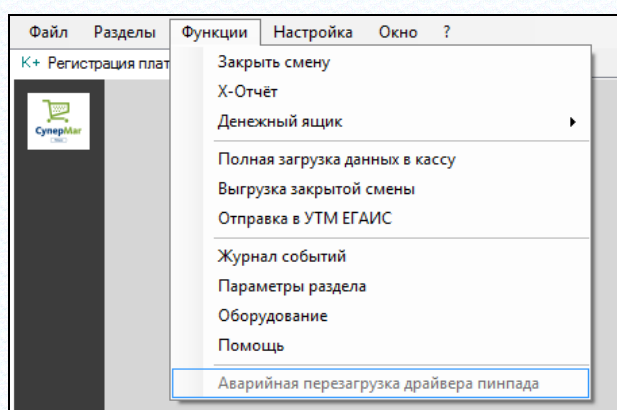 Файл Разделы Функции Настройка Окно ?
К+ Регистрация плат
Закрыть смену
X-Отчёт
Денежный ящик
Полная загрузка данных в кассу
Выгрузка закрытой смены
Отправка в УТМ ЕГАИС
Журнал событий
Параметры раздела
Оборудование
Помощь
Аварийная перезагрузка драйвера пинпада
СуперМаг